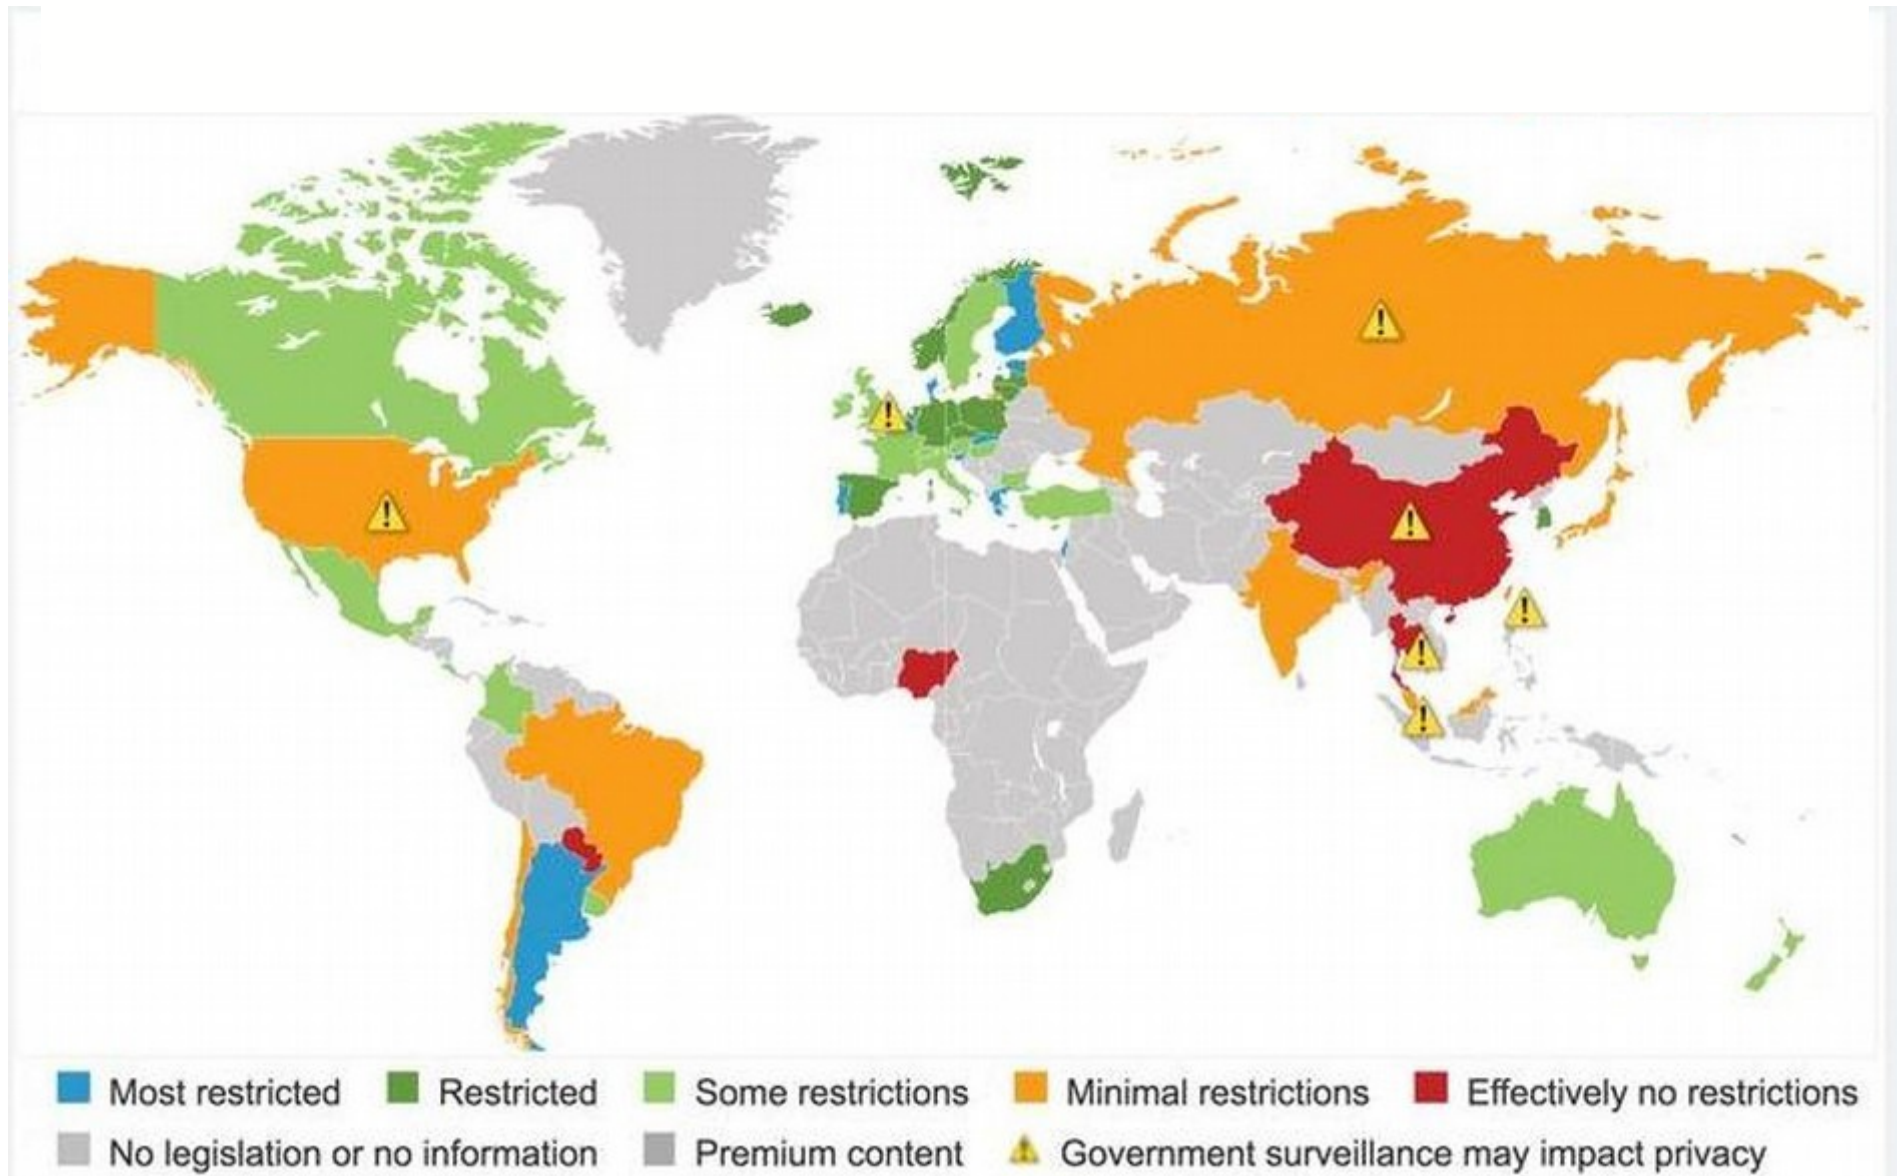 Most restricted Restricted Some restrictions Minimal restrictions Effectively no restrictions
No legislation or no information Premium content Government surveillance may impact privacy